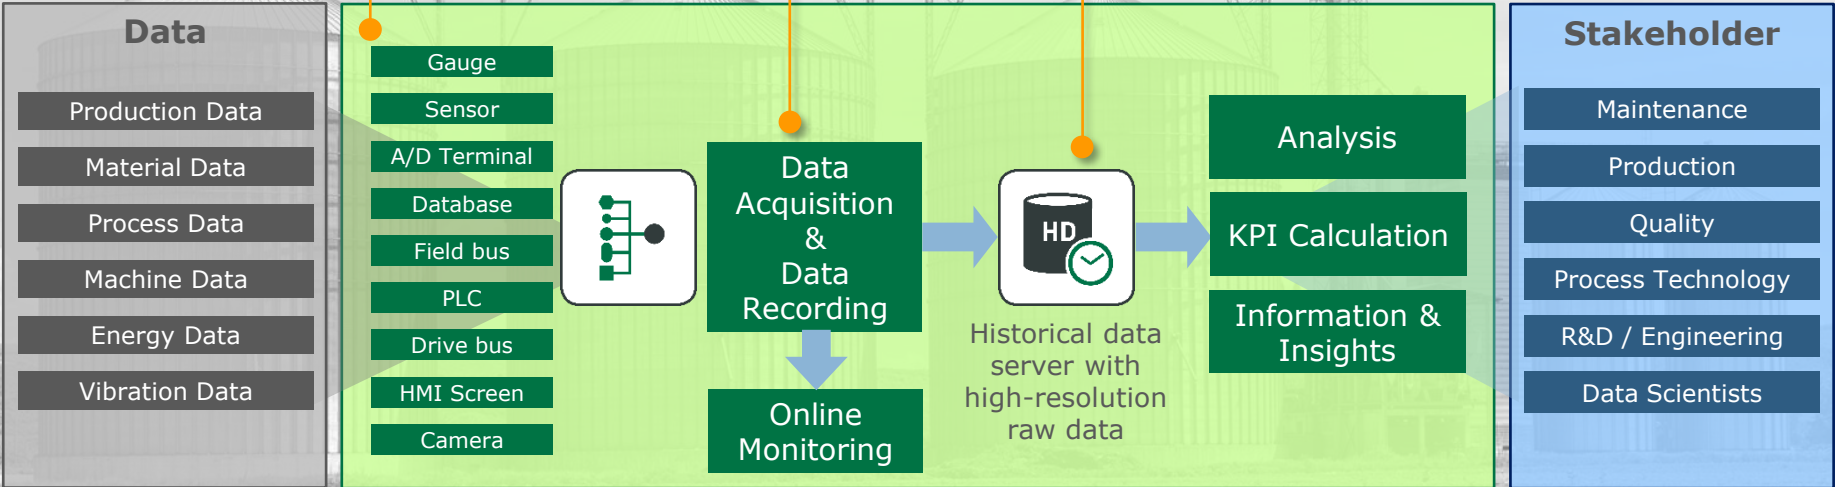 Data
Production Data
Material Data
Process Data
Machine Data
Energy Data
Vibration Data
Gauge
Sensor
A/D Terminal
Database
Field bus
PLC
Drive bus
HMI Screen
Camera
Data
Acquisition
&
Data
Recording
Online
Monitoring
HD
Historical data
server with
high-resolution
raw data
Analysis
KPI Calculation
Information &
Insights
Stakeholder
Maintenance
Production
Quality
Process Technology
R&D / Engineering
Data Scientists